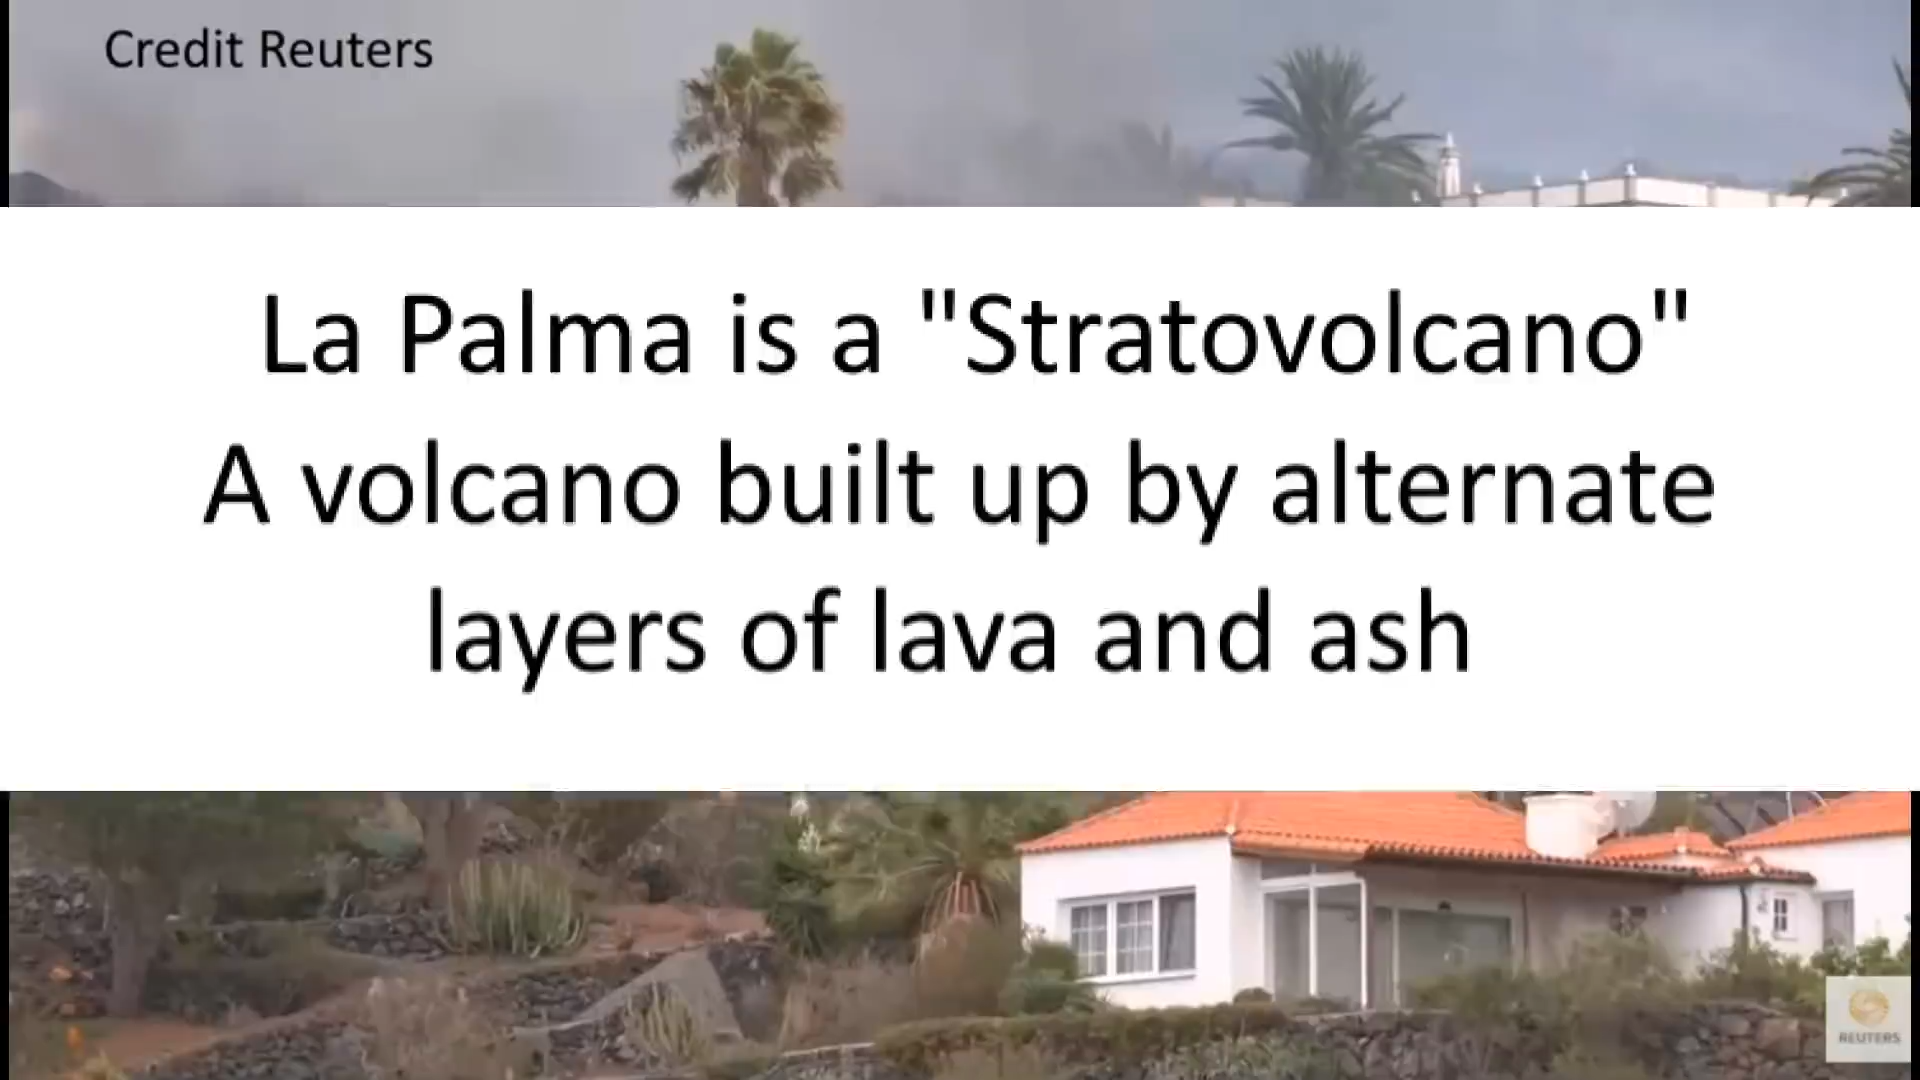 Credit Reuters
La Palma is a "Stratovolcano"
A volcano built up by alternate
layers of lava and ash
REUTERS